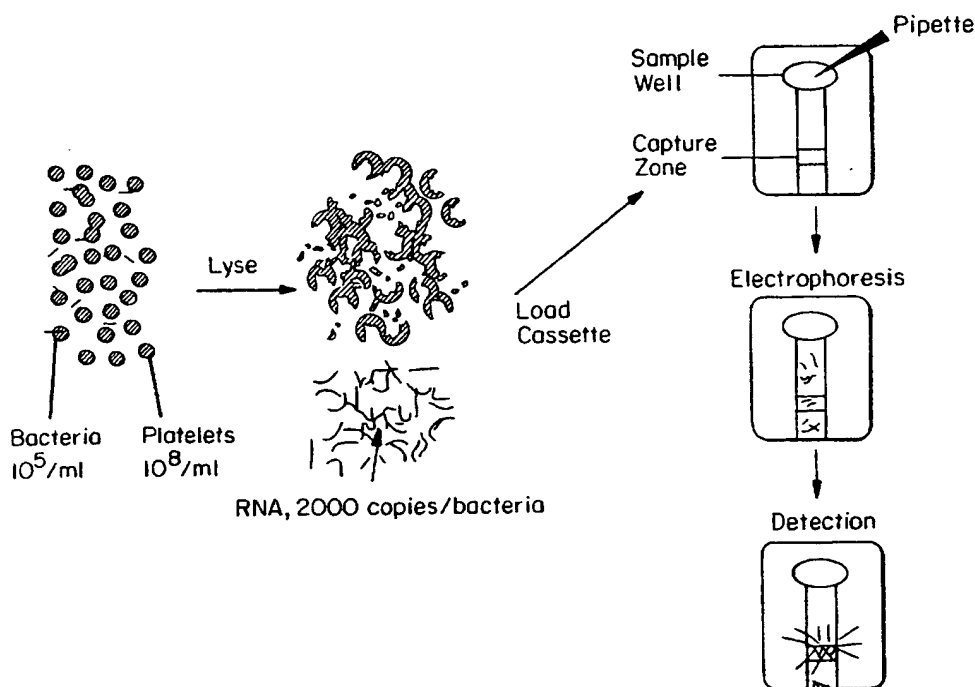 Pipette
Sample
Well
Capture
Zone
Lyse
Load
Cassette
Electrophoresis
Bacteria
10⁵/ml
Platelets
10⁸/ml
RNA, 2000 copies/bacteria
Detection